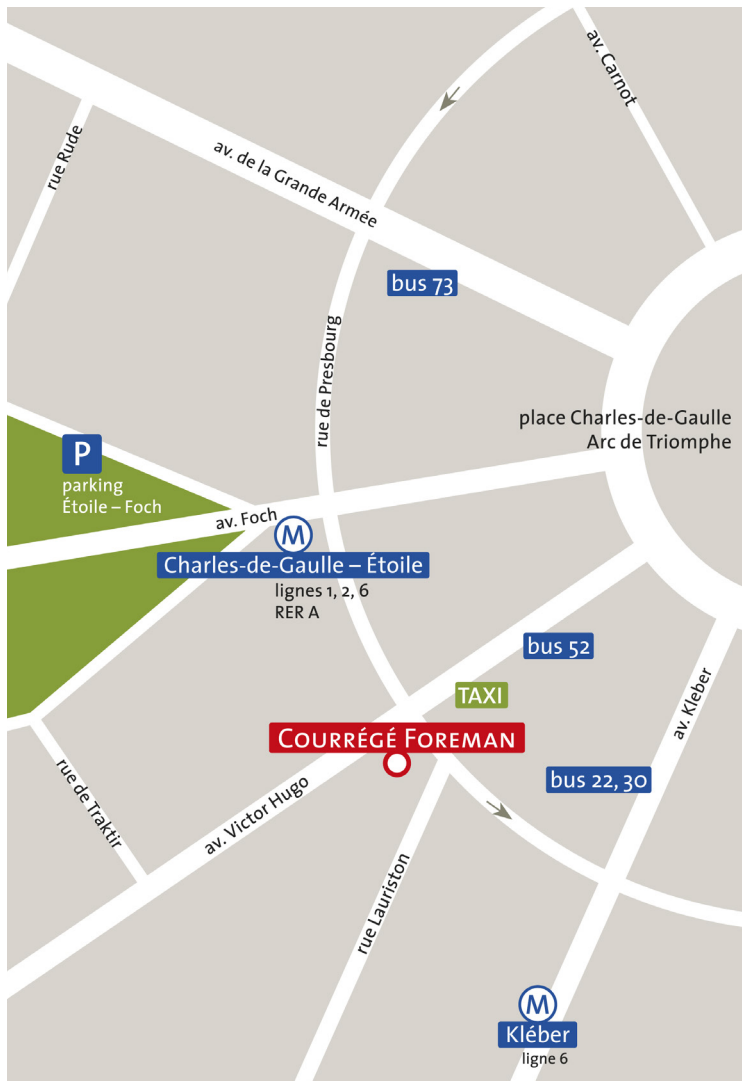 av. Carnot
rue Rude
av. de la Grande Armée
bus 73
rue de Presbourg
place Charles-de-Gaulle
Arc de Triomphe
P
parking
Étoile – Foch
av. Foch
M
Charles-de-Gaulle – Étoile
lignes 1, 2, 6
RER A
bus 52
TAXI
av. Kleber
COURRÉGÉ FOREMAN
bus 22, 30
rue de Traktir
av. Victor Hugo
rue Lauriston
M
Kléber
ligne 6